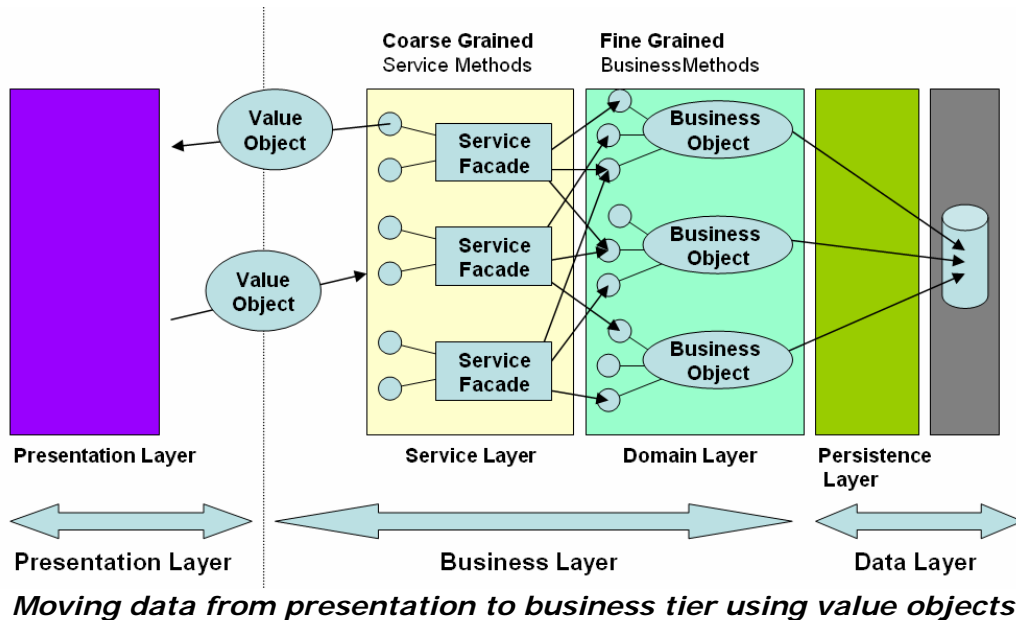 Coarse Grained
Service Methods
Fine Grained
BusinessMethods
Value
Object
Service
Facade
Business
Object
Value
Object
Service
Facade
Business
Object
Service
Facade
Business
Object
Presentation Layer
Service Layer
Domain Layer
Persistence
Layer
Presentation Layer
Business Layer
Data Layer
Moving data from presentation to business tier using value objects